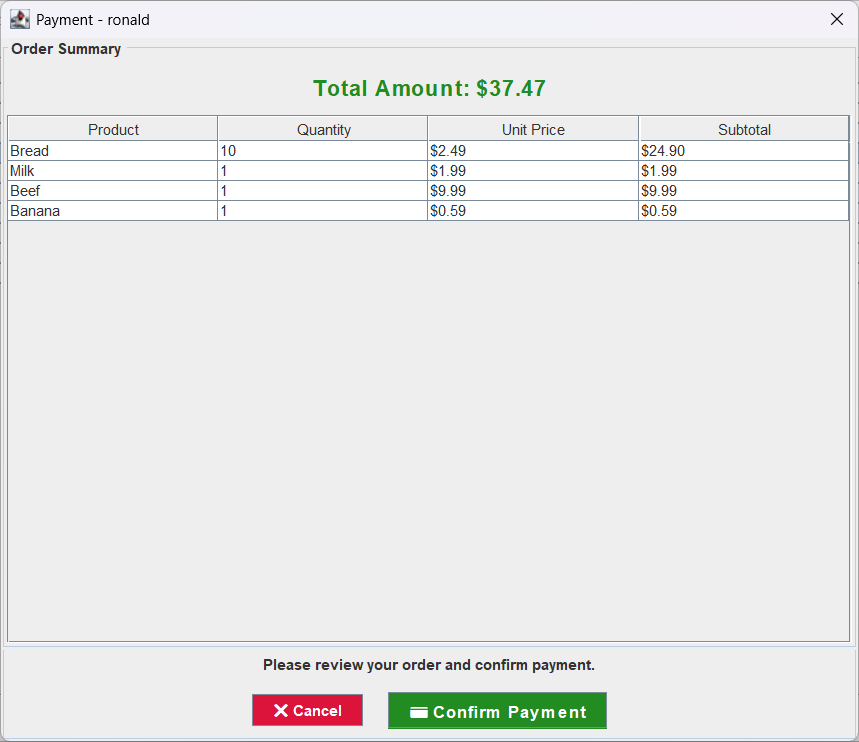 Payment - ronald
Order Summary
Total Amount: $37.47
Product Quantity Unit Price Subtotal
Bread 10 $2.49 $24.90
Milk 1 $1.99 $1.99
Beef 1 $9.99 $9.99
Banana 1 $0.59 $0.59
Please review your order and confirm payment.
Cancel Confirm Payment